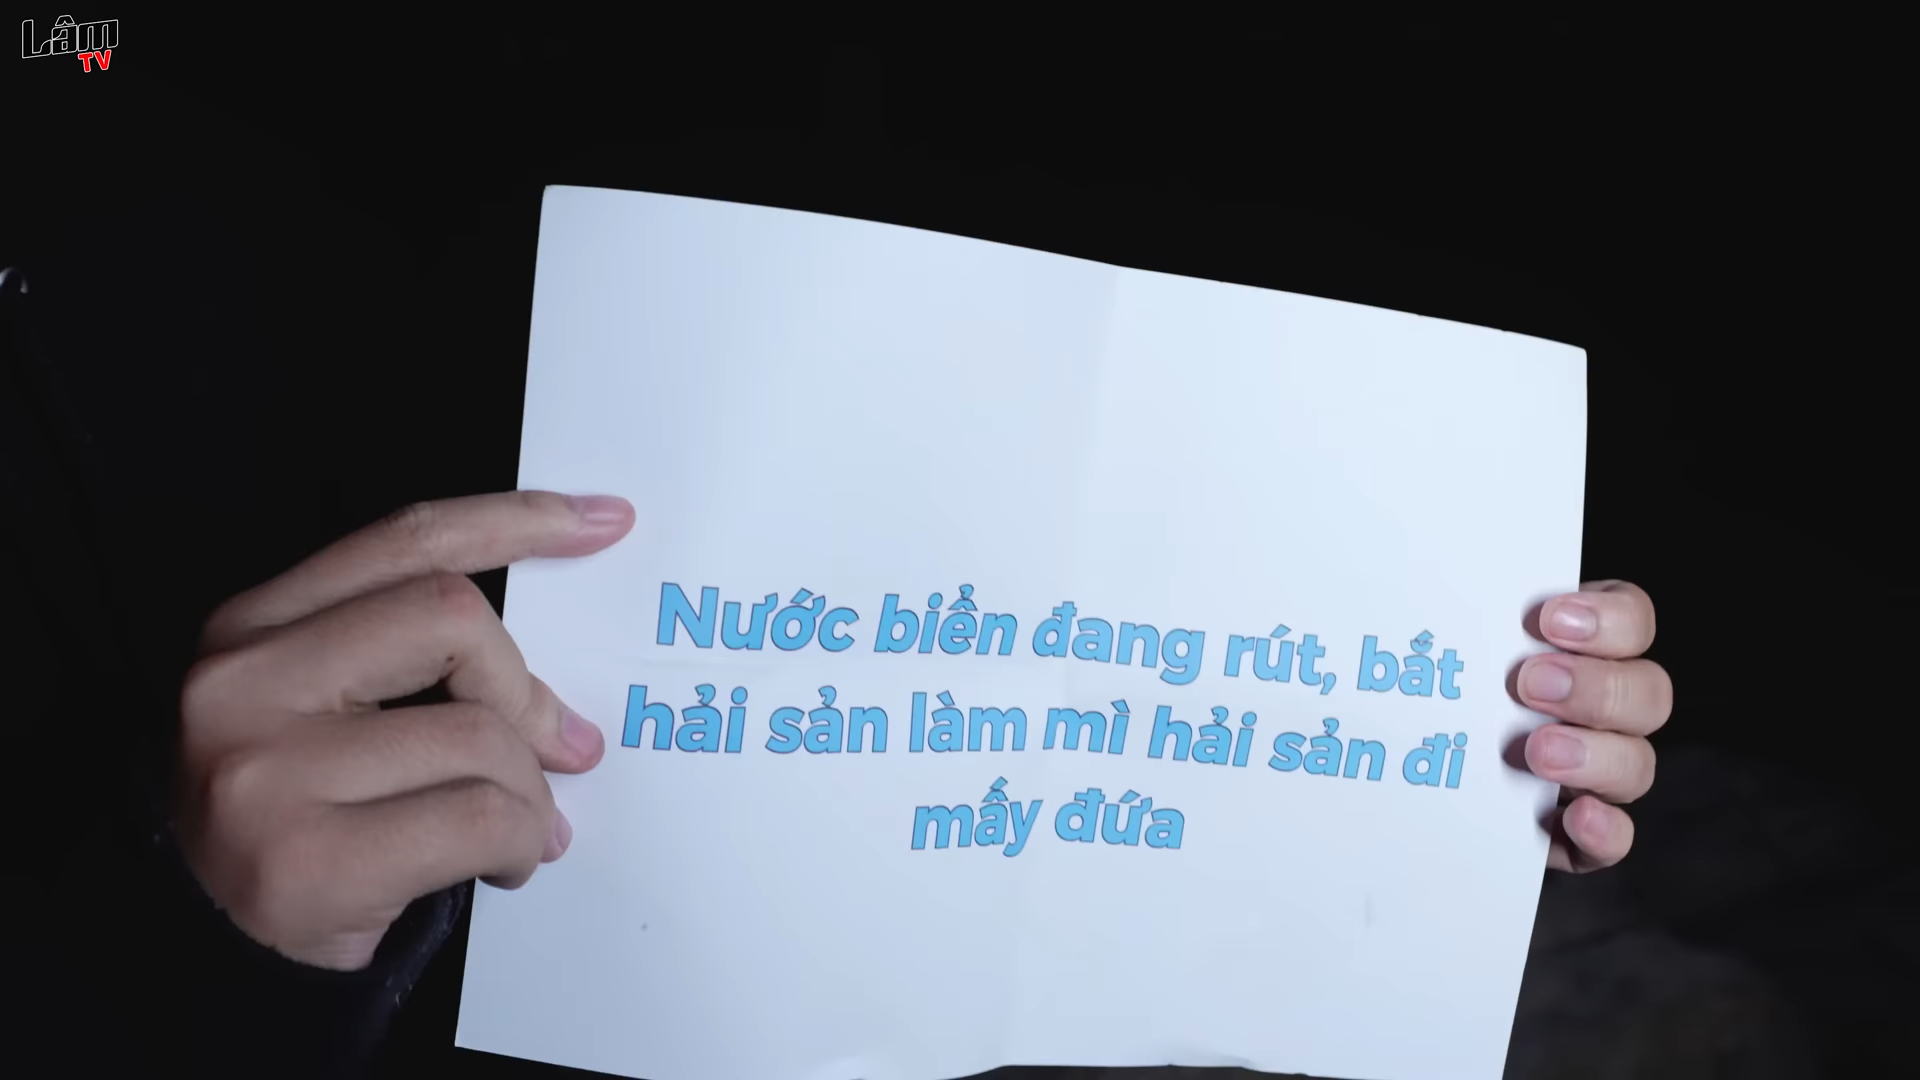 Lâm
TV
Nước biển đang rút, bắt
hải sản làm mì hải sản đi
mấy đứa